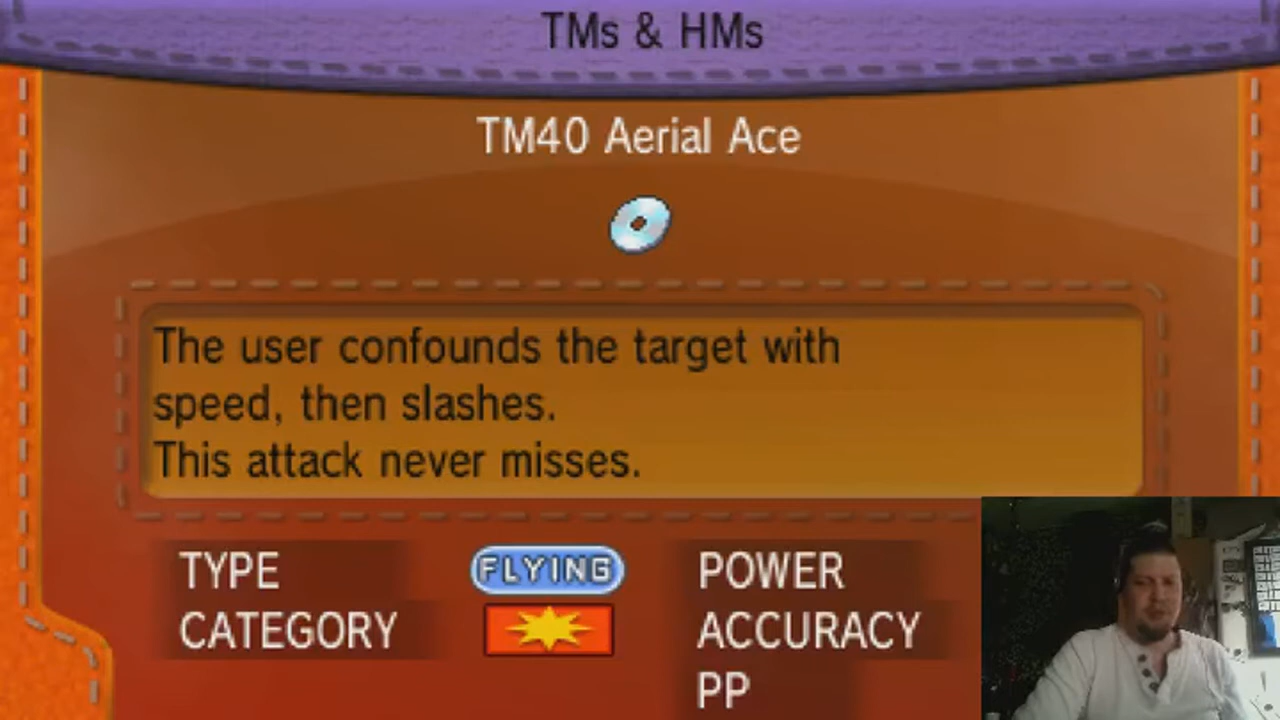 TMs & HMs
TM40 Aerial Ace
The user confounds the target with
speed, then slashes.
This attack never misses.
TYPE FLYING POWER
CATEGORY ACCURACY
PP